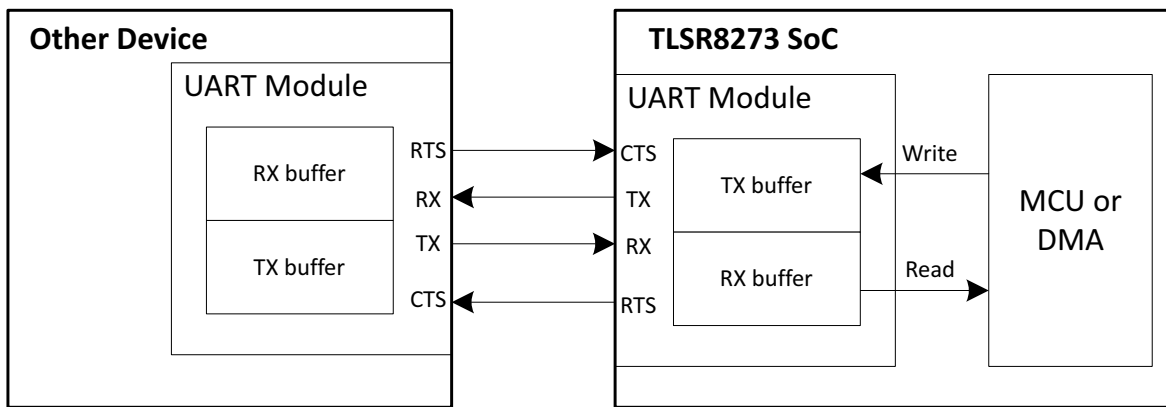 Other Device
UART Module
RX buffer
TX buffer
RTS
RX
TX
CTS
TLSR8273 SoC
UART Module
CTS
TX
RX
RTS
TX buffer
RX buffer
Write
Read
MCU or
DMA